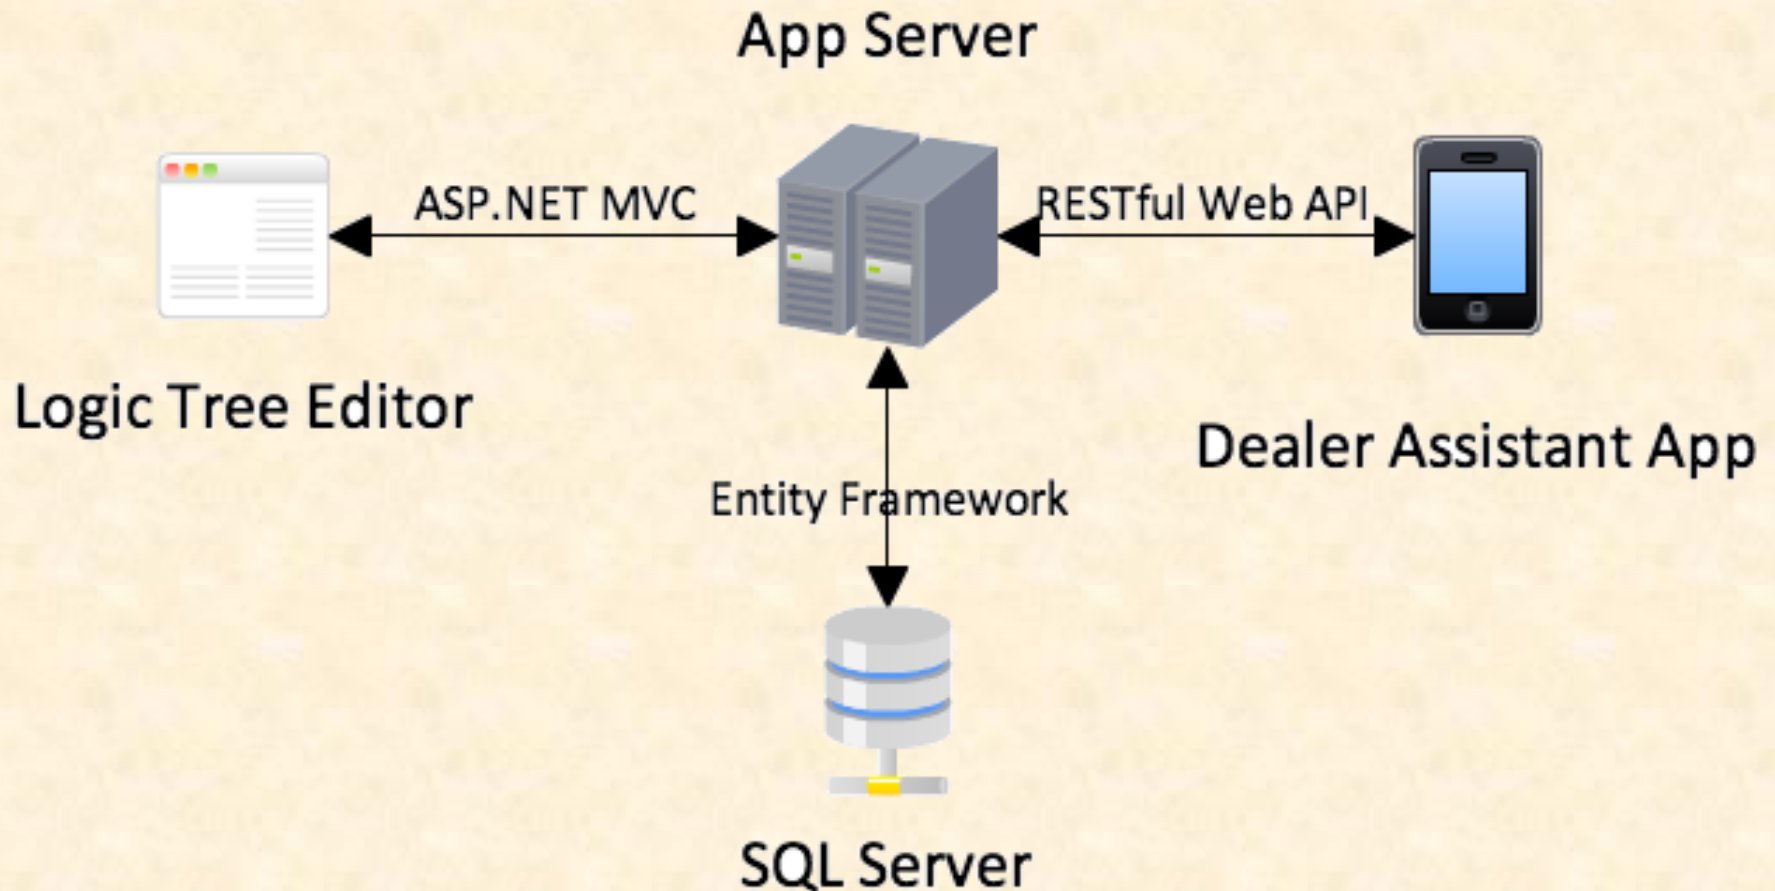 App Server
ASP.NET MVC
RESTful Web API
Logic Tree Editor
Dealer Assistant App
Entity Framework
SQL Server